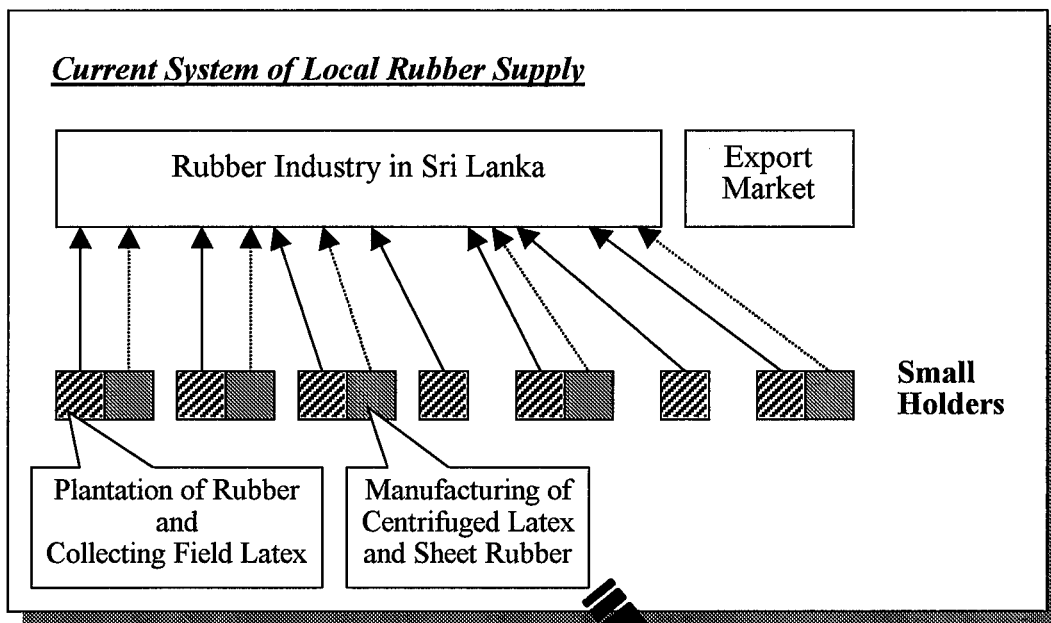 Current System of Local Rubber Supply
Rubber Industry in Sri Lanka
Export
Market
Small
Holders
Plantation of Rubber
and
Collecting Field Latex
Manufacturing of
Centrifuged Latex
and Sheet Rubber